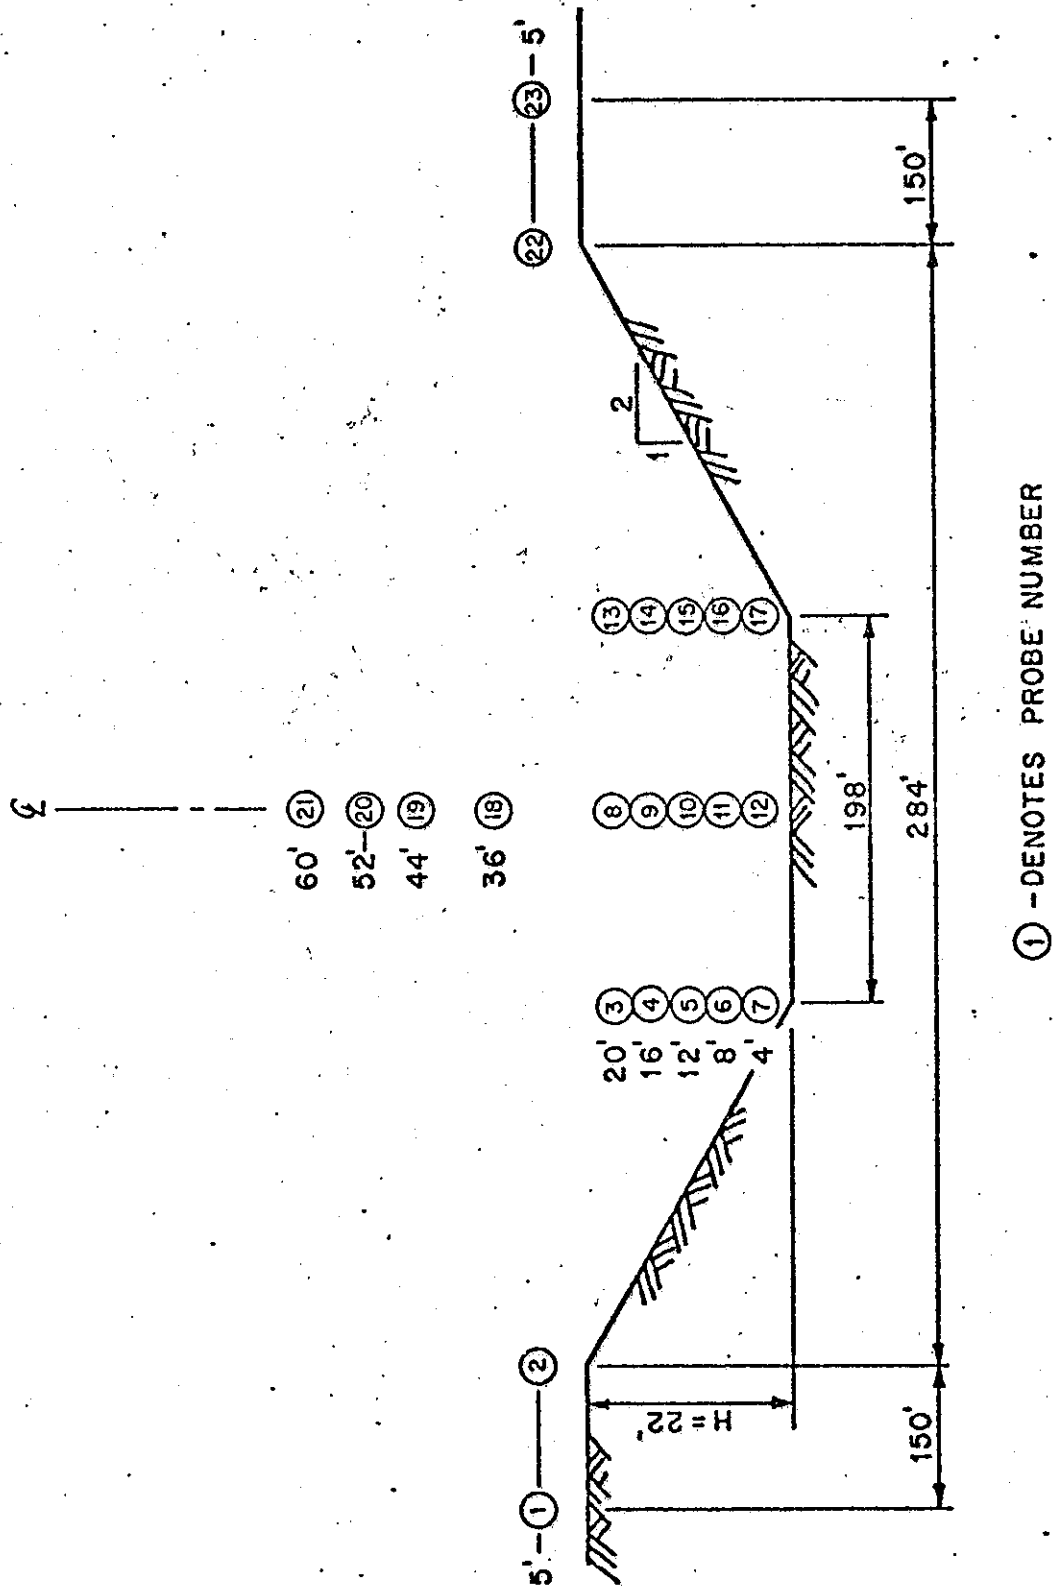 ℄
60' 21
52'- 20
44' 19
36' 18
5'- 1 2
22 23 - 5'
20' 3 8 13
16' 4 9 14
12' 5 10 15
8' 6 11 16
4' 7 12 17
2
1
H=22'
198'
150' 284' 150'
1 -DENOTES PROBE NUMBER